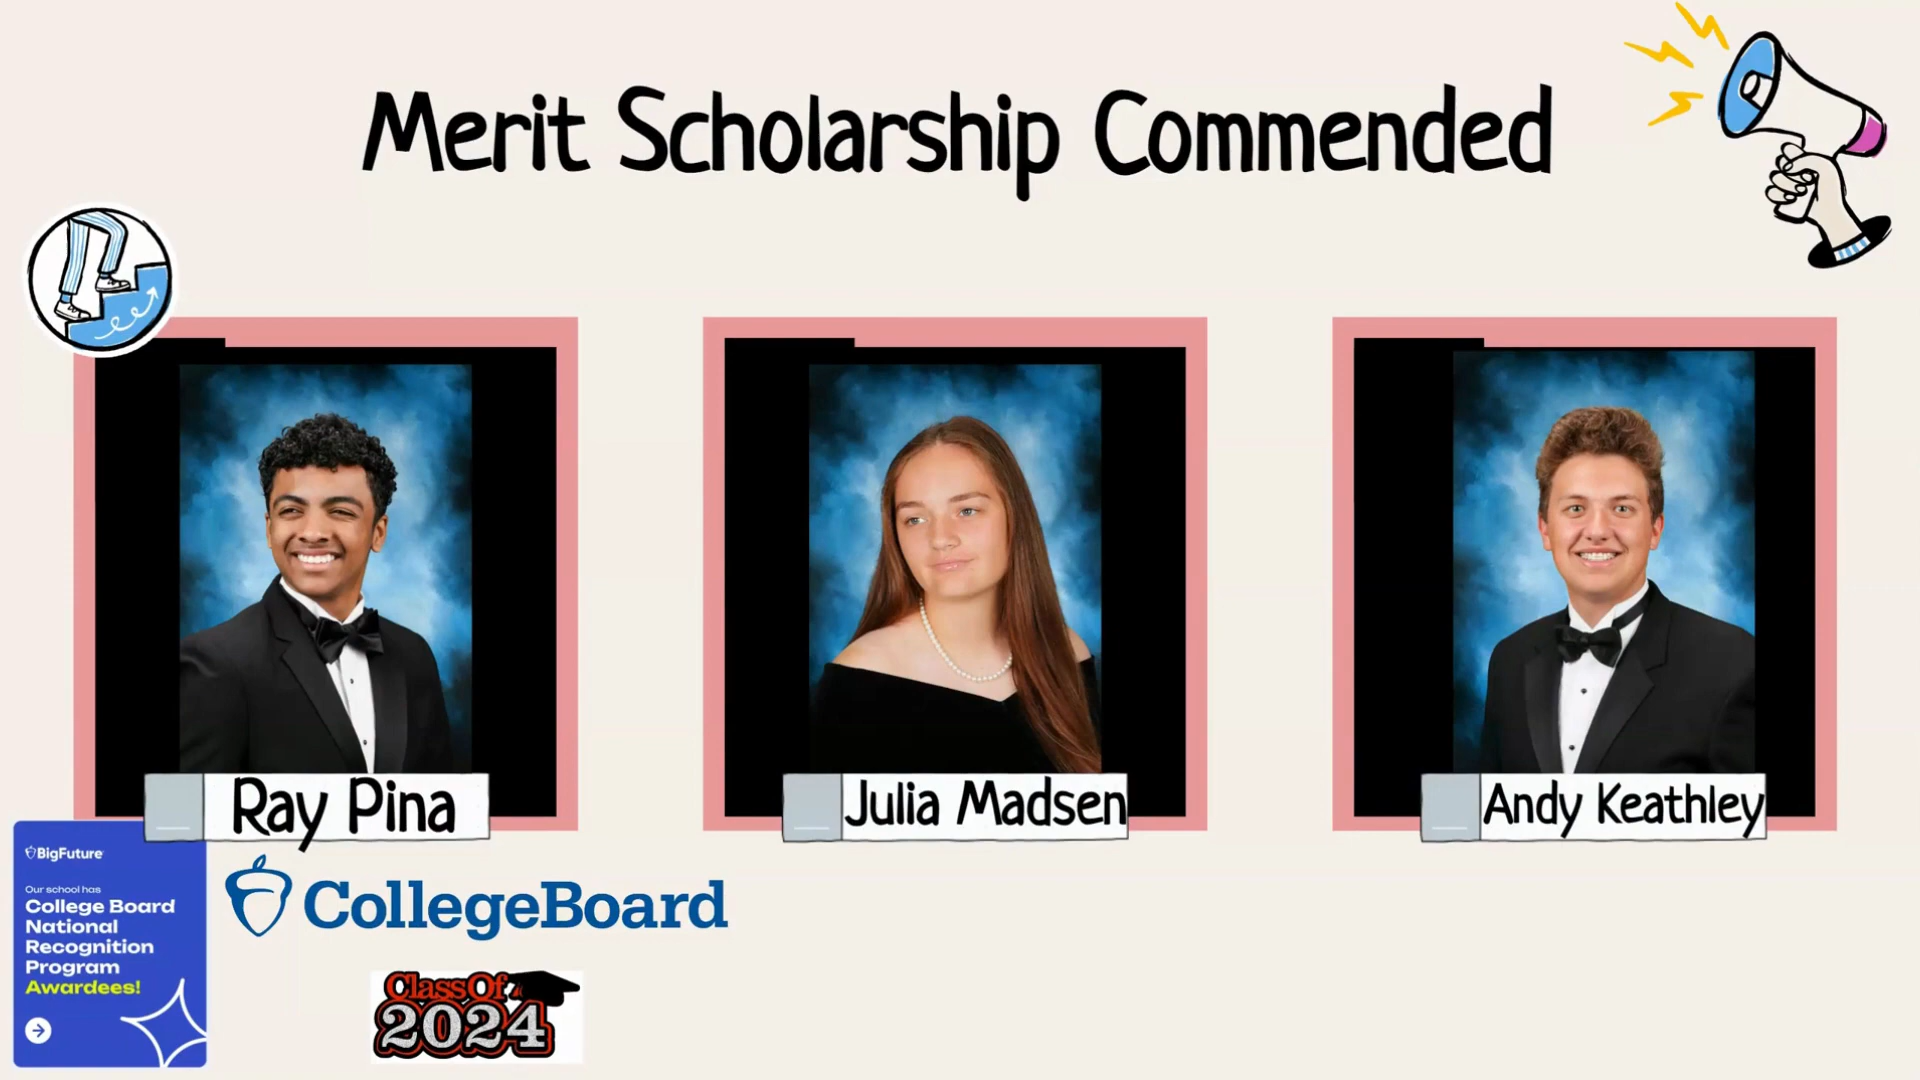 Merit Scholarship Commended
Ray Pina
Julia Madsen
Andy Keathley
BigFuture
Our school has
College Board
National
Recognition
Program
Awardees!
CollegeBoard
Class Of
2024